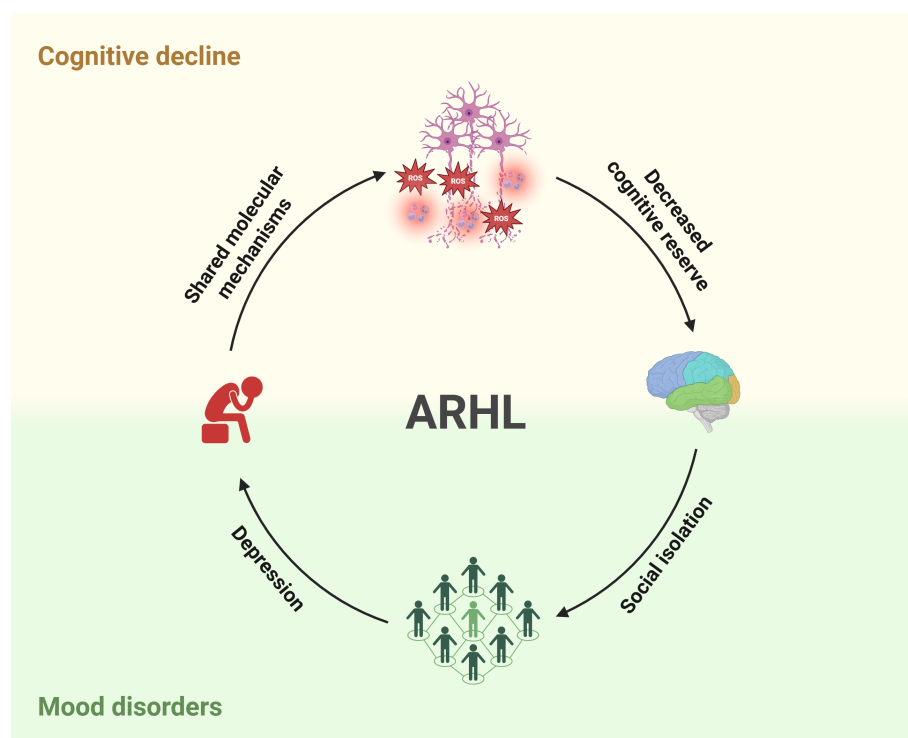 Cognitive decline
Shared molecular
mechanisms
ROS
ROS
ROS
Decreased
cognitive reserve
ARHL
Depression
Social isolation
Mood disorders